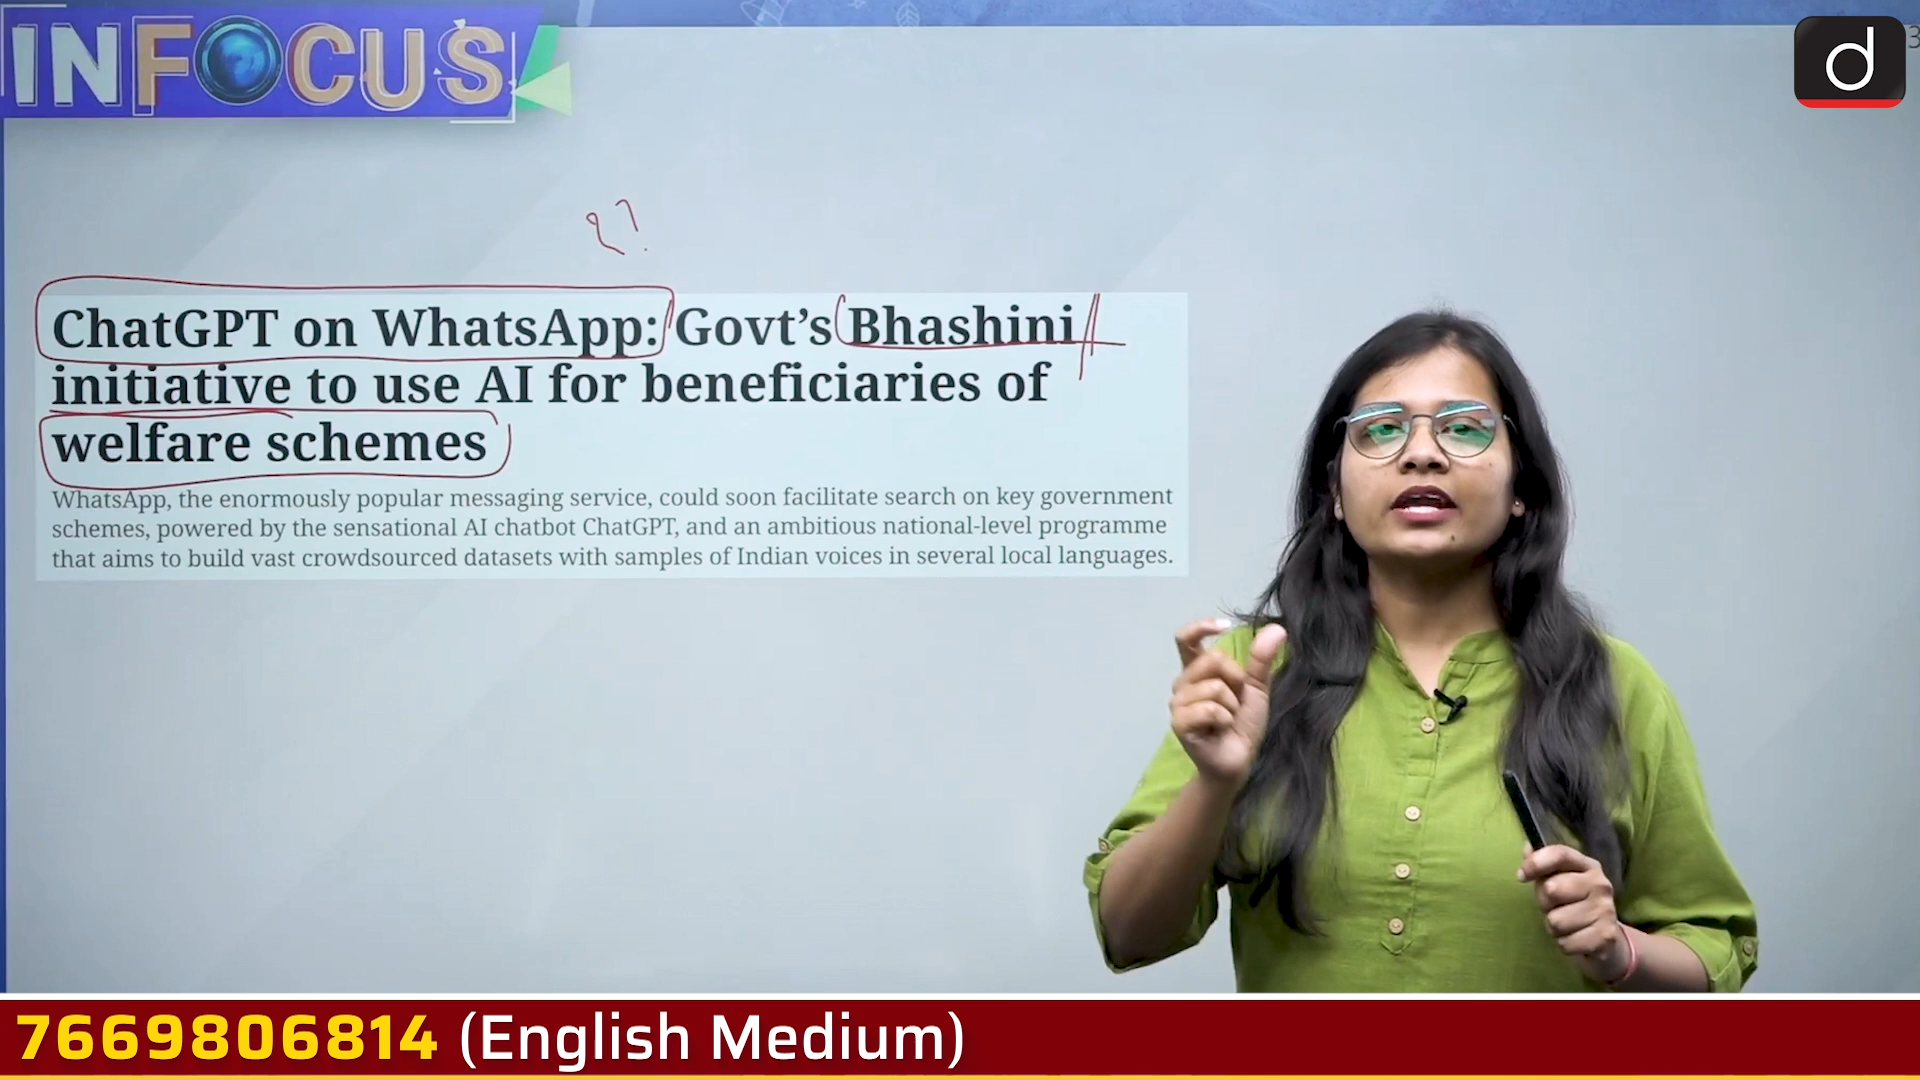 INFOCUS
d
3
ChatGPT on WhatsApp: Govt’s Bhashini
initiative to use AI for beneficiaries of
welfare schemes
WhatsApp, the enormously popular messaging service, could soon facilitate search on key government
schemes, powered by the sensational AI chatbot ChatGPT, and an ambitious national-level programme
that aims to build vast crowdsourced datasets with samples of Indian voices in several local languages.
7669806814 (English Medium)